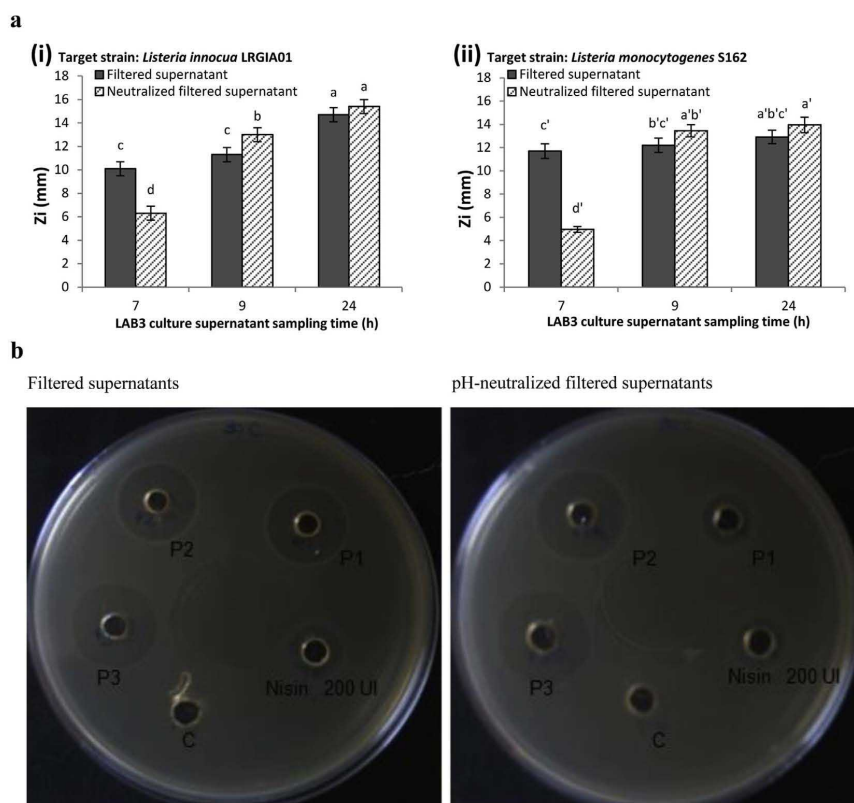 a
(i) Target strain: Listeria innocua LRGIA01
Filtered supernatant
Neutralized filtered supernatant
Zi (mm)
18
16
14
12
10
8
6
4
2
0
c
d
c
b
a
a
7
9
24
LAB3 culture supernatant sampling time (h)
(ii) Target strain: Listeria monocytogenes S162
Filtered supernatant
Neutralized filtered supernatant
Zi (mm)
18
16
14
12
10
8
6
4
2
0
c'
d'
b'c'
a'b'
a'b'c'
a'
7
9
24
LAB3 culture supernatant sampling time (h)
b
Filtered supernatants
P2
P1
P3
Nisin 200 UI
C
pH-neutralized filtered supernatants
P2
P1
P3
Nisin 200 UI
C